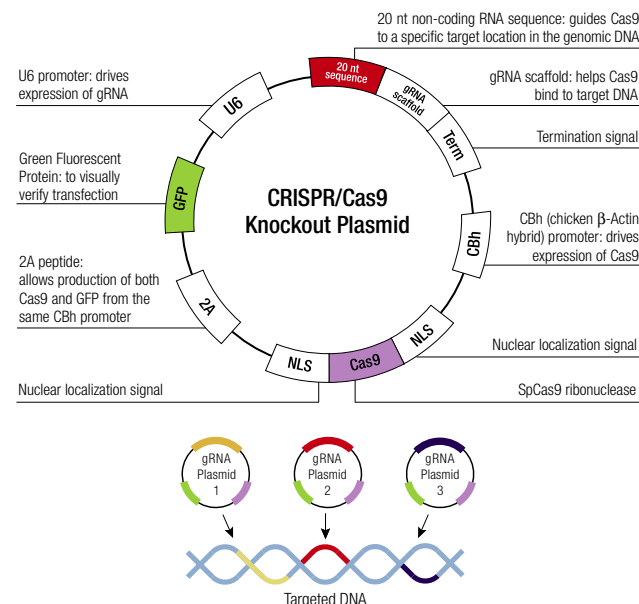 20 nt non-coding RNA sequence: guides Cas9
to a specific target location in the genomic DNA
U6 promoter: drives
expression of gRNA
gRNA scaffold: helps Cas9
bind to target DNA
Termination signal
Green Fluorescent
Protein: to visually
verify transfection
CBh (chicken β-Actin
hybrid) promoter: drives
expression of Cas9
2A peptide:
allows production of both
Cas9 and GFP from the
same CBh promoter
Nuclear localization signal
Nuclear localization signal
SpCas9 ribonuclease
20 nt
sequence
gRNA
scaffold
Term
CBh
NLS
Cas9
NLS
2A
GFP
U6
CRISPR/Cas9
Knockout Plasmid
gRNA
Plasmid
1
gRNA
Plasmid
2
gRNA
Plasmid
3
Targeted DNA